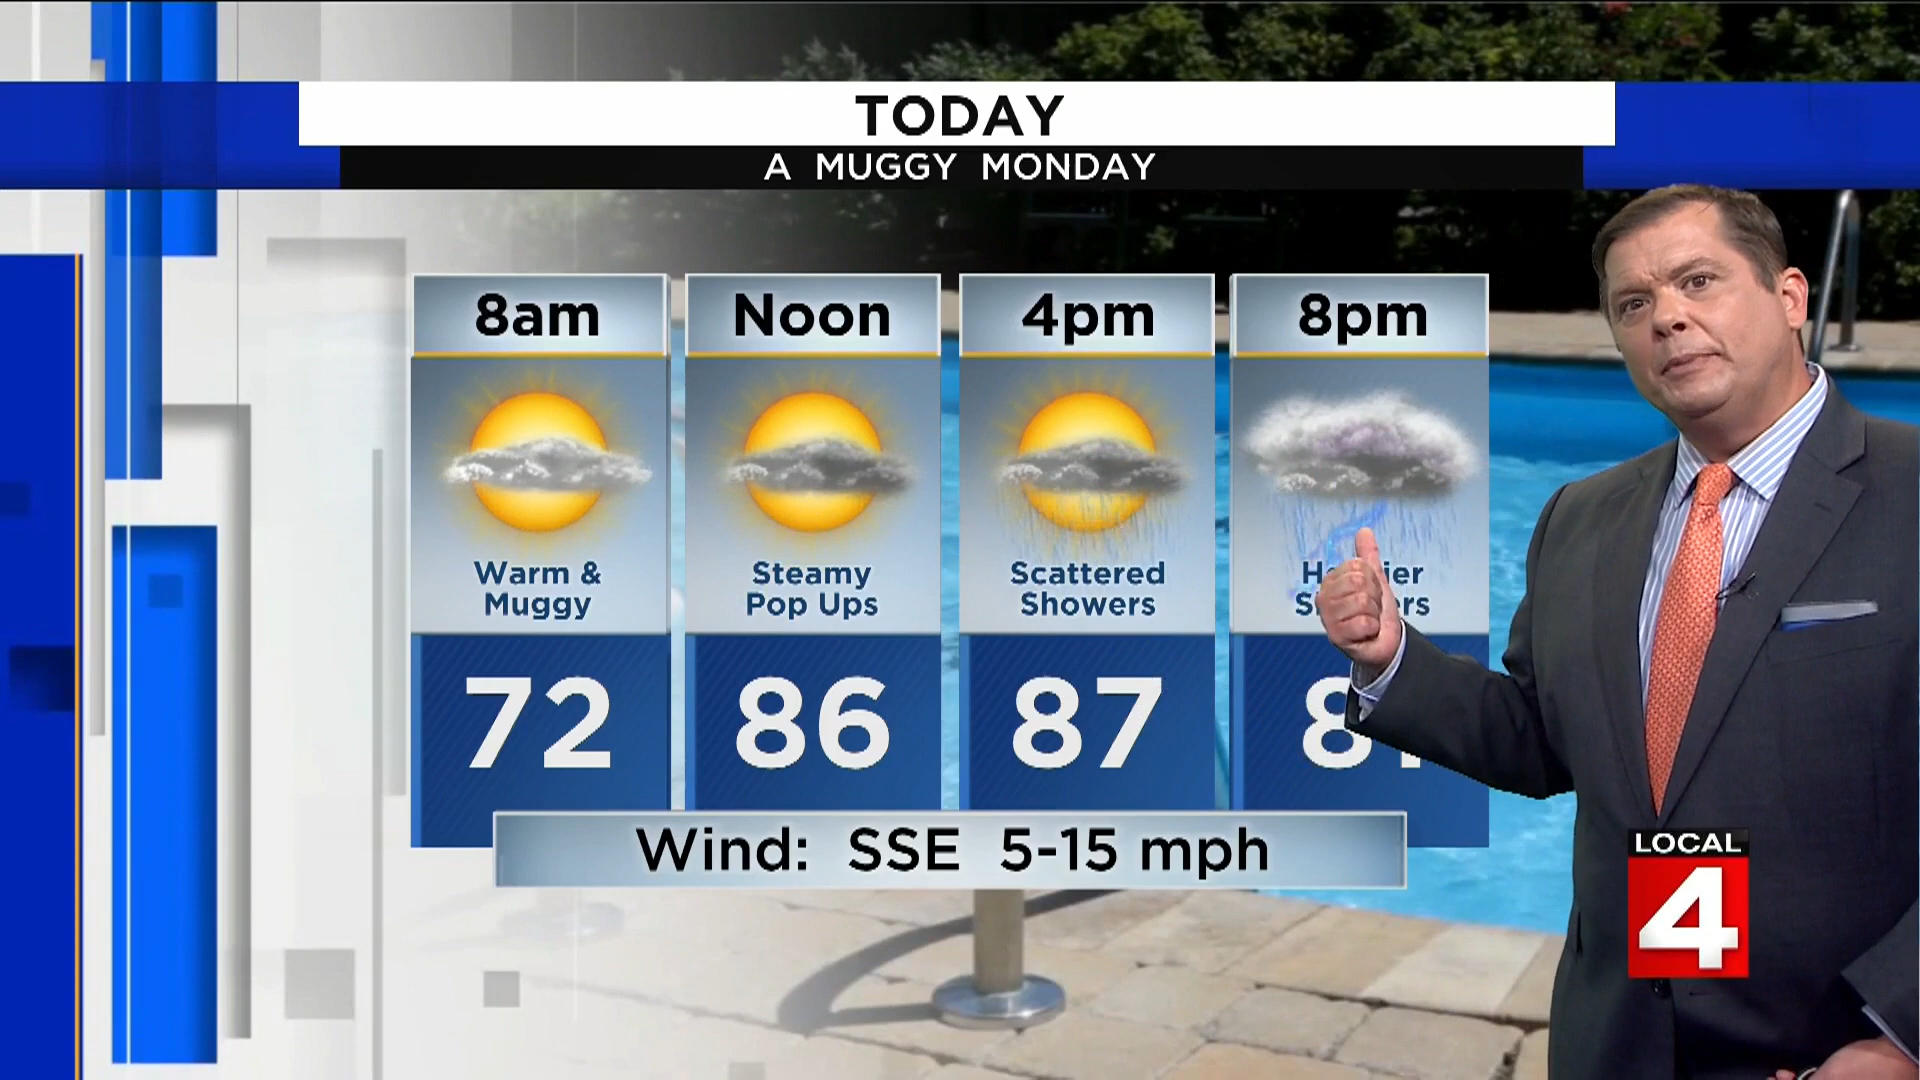 TODAY
A MUGGY MONDAY
8am
Noon
4pm
8pm
Warm &
Muggy
Steamy
Pop Ups
Scattered
Showers
72
86
87
Wind: SSE 5-15 mph
LOCAL
4